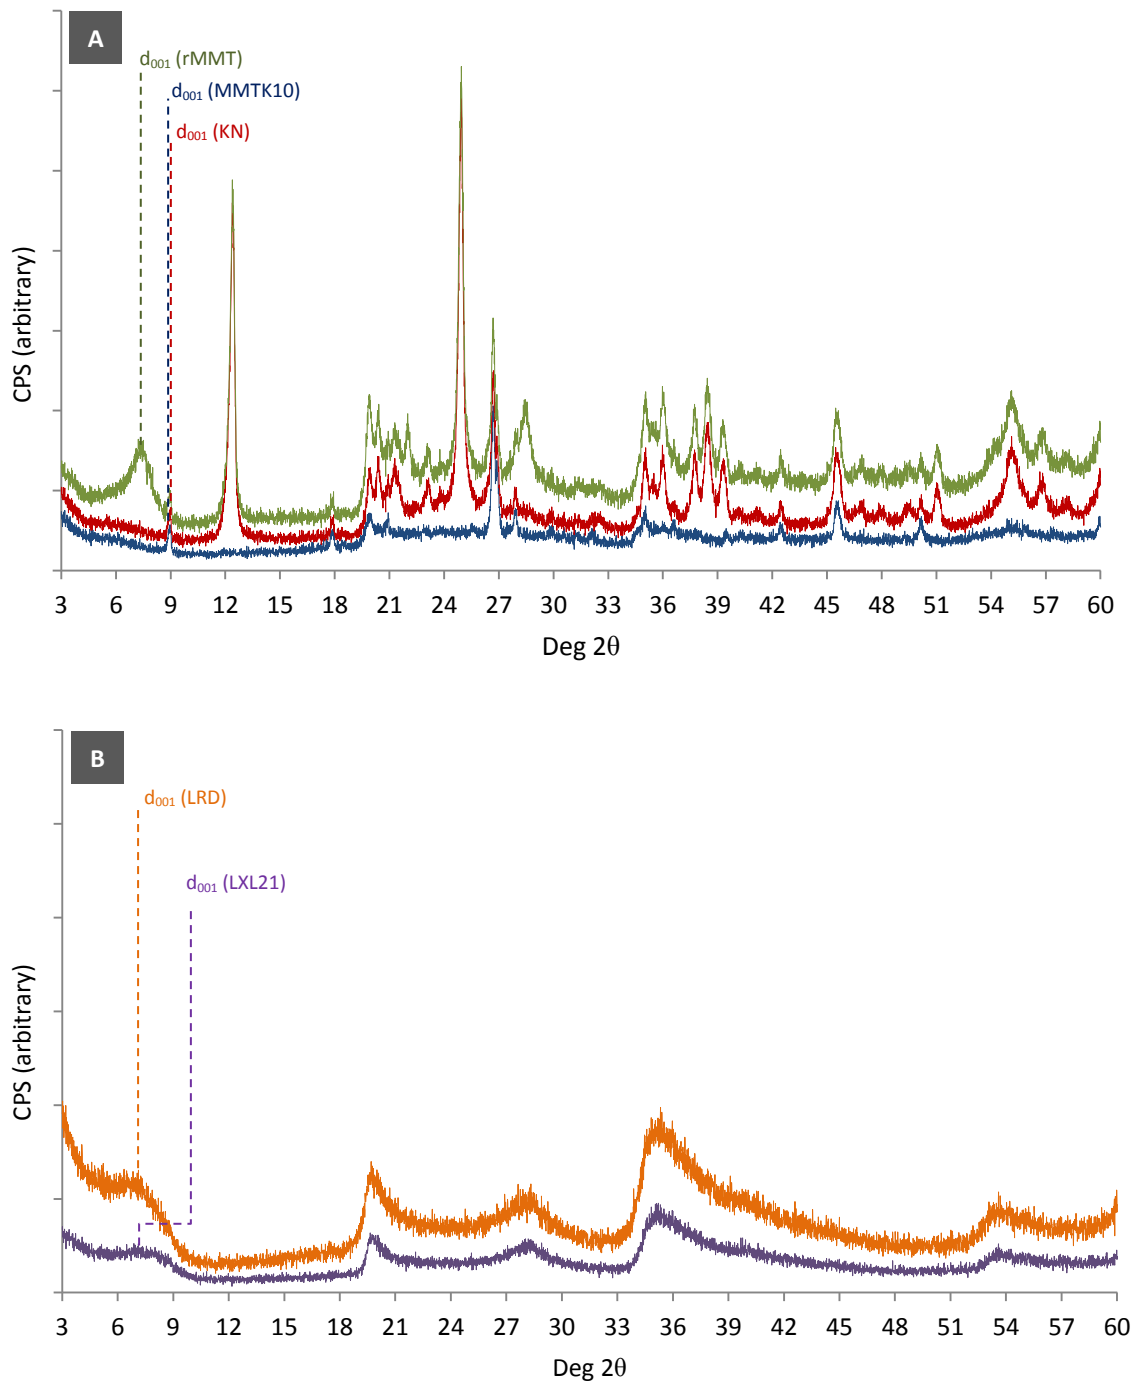 A
d₀₀₁ (rMMT)
d₀₀₁ (MMTK10)
d₀₀₁ (KN)
CPS (arbitrary)
3 6 9 12 15 18 21 24 27 30 33 36 39 42 45 48 51 54 57 60
Deg 2θ
B
d₀₀₁ (LRD)
d₀₀₁ (LXL21)
CPS (arbitrary)
3 6 9 12 15 18 21 24 27 30 33 36 39 42 45 48 51 54 57 60
Deg 2θ